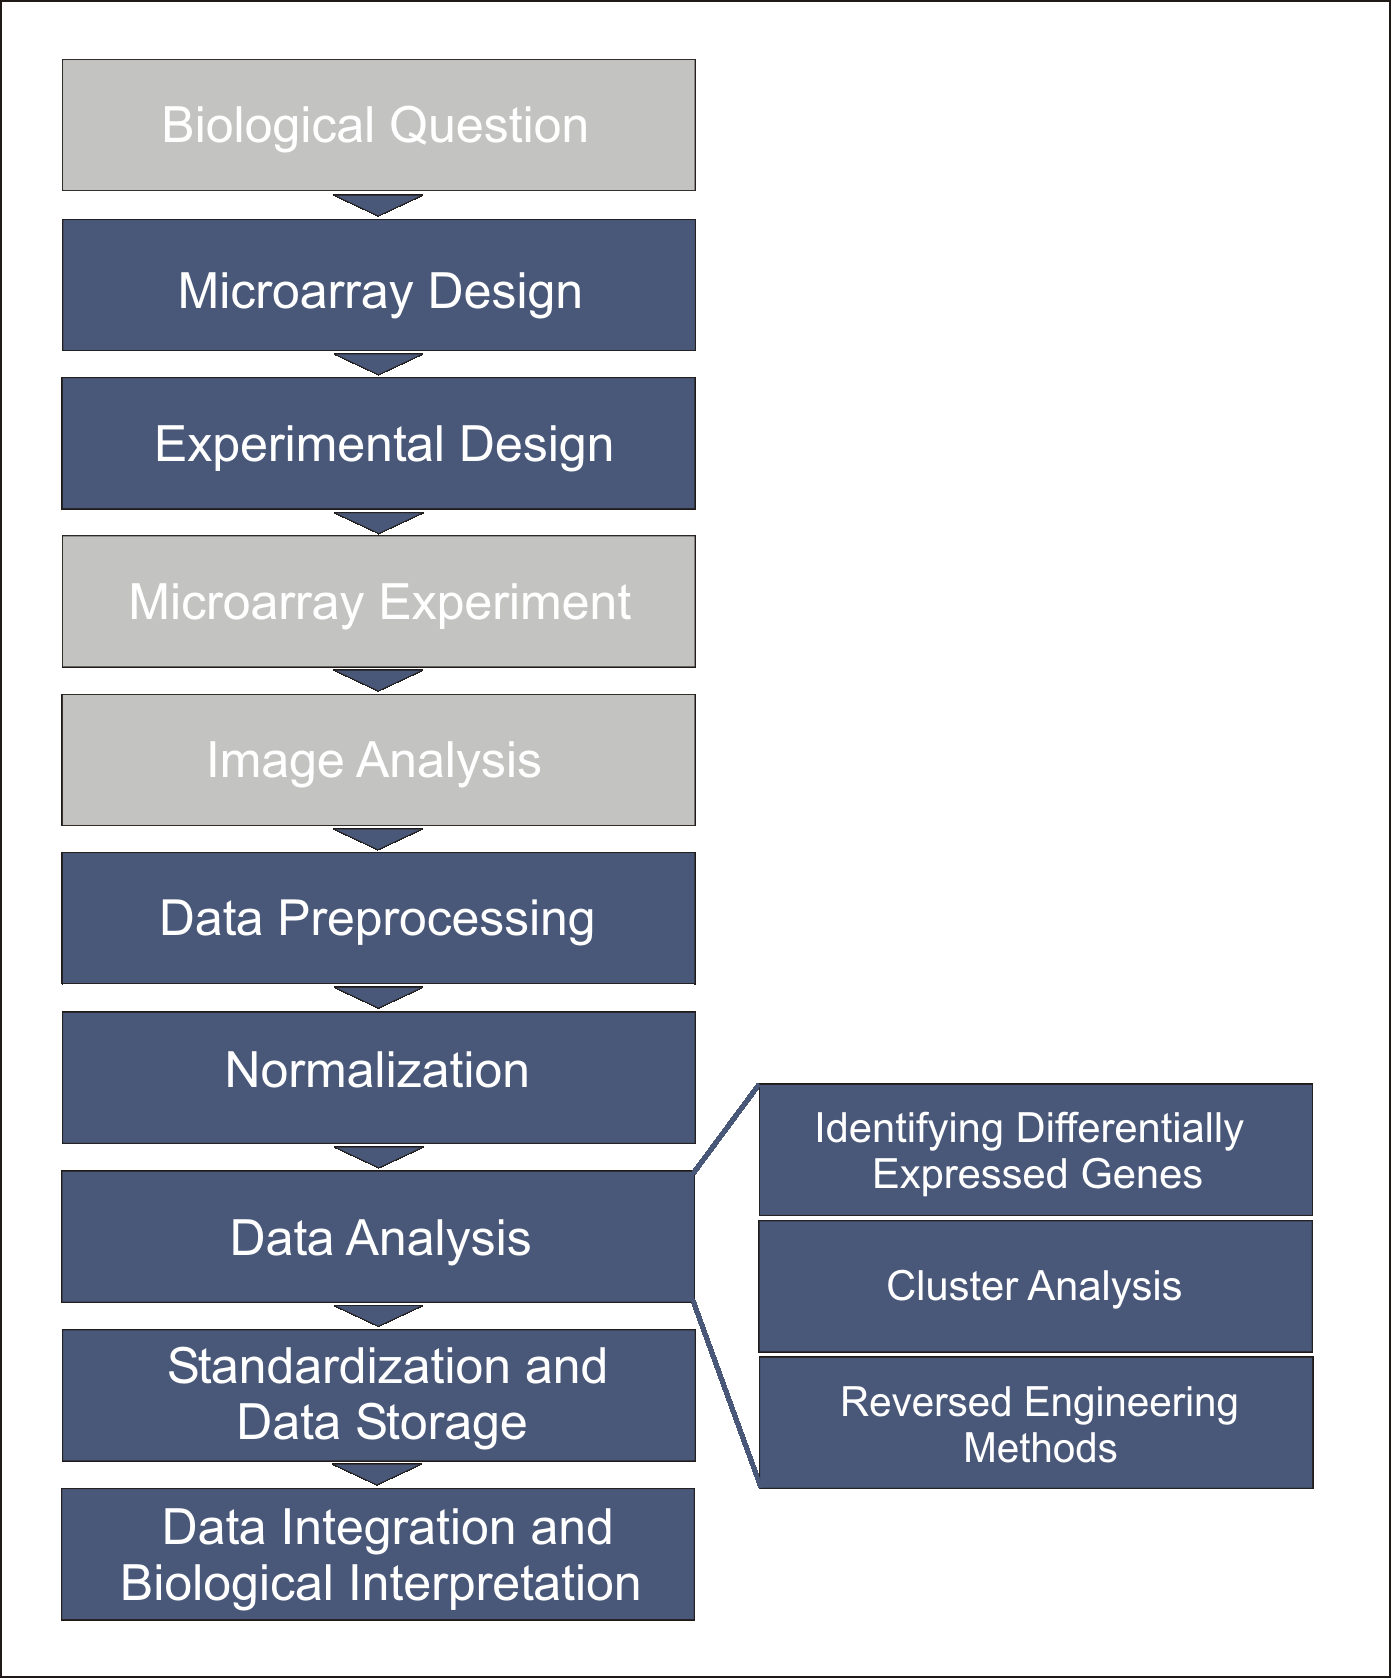 Biological Question
Microarray Design
Experimental Design
Microarray Experiment
Image Analysis
Data Preprocessing
Normalization
Data Analysis
Standardization and
Data Storage
Data Integration and
Biological Interpretation
Identifying Differentially
Expressed Genes
Cluster Analysis
Reversed Engineering
Methods